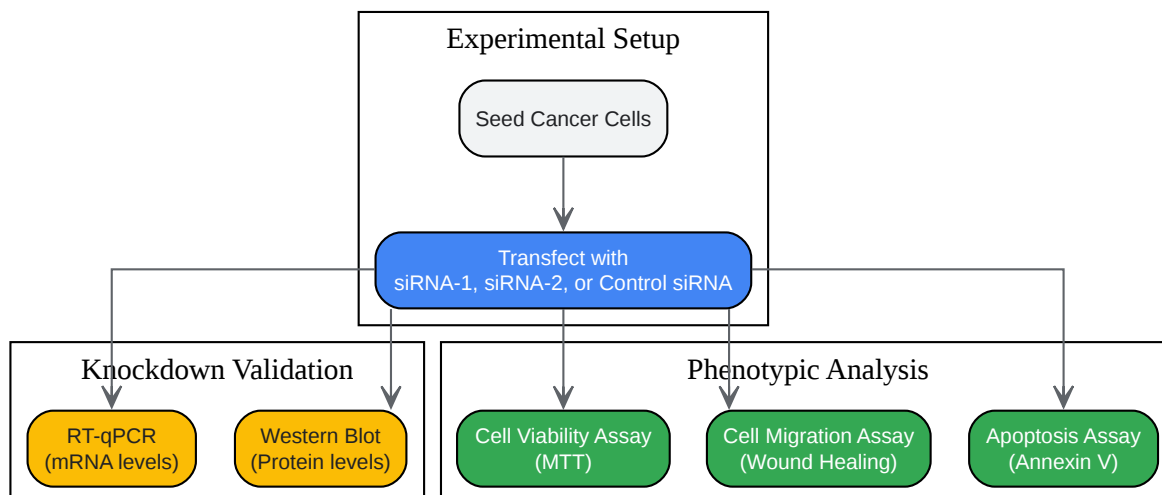 Experimental Setup
Seed Cancer Cells
Transfect with
siRNA-1, siRNA-2, or Control siRNA
Knockdown Validation
RT-qPCR
(mRNA levels)
Western Blot
(Protein levels)
Phenotypic Analysis
Cell Viability Assay
(MTT)
Cell Migration Assay
(Wound Healing)
Apoptosis Assay
(Annexin V)